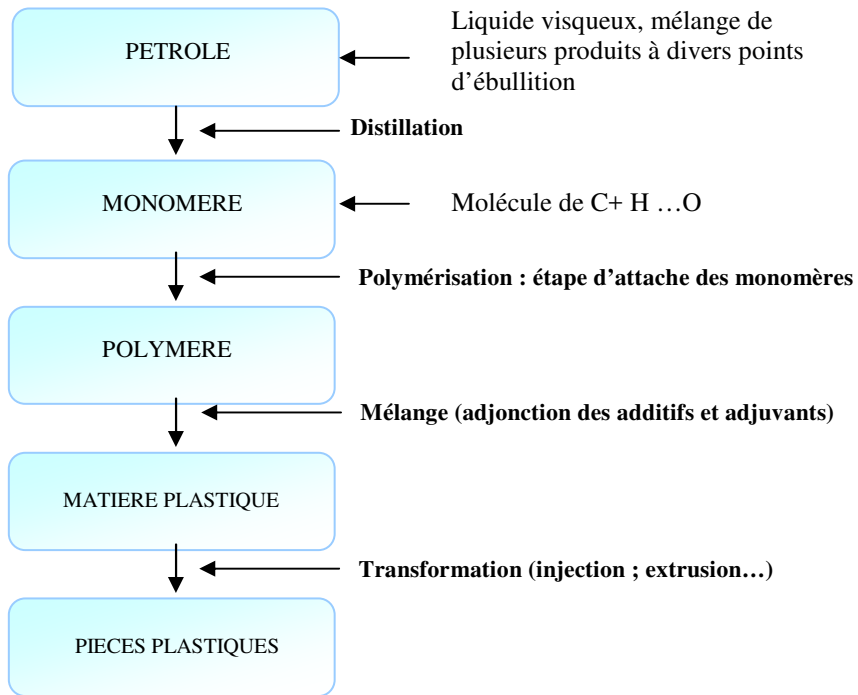 PETROLE
Liquide visqueux, mélange de
plusieurs produits à divers points
d’ébullition
Distillation
MONOMERE
Molécule de C+ H …O
Polymérisation : étape d’attache des monomères
POLYMERE
Mélange (adjonction des additifs et adjuvants)
MATIERE PLASTIQUE
Transformation (injection ; extrusion…)
PIECES PLASTIQUES